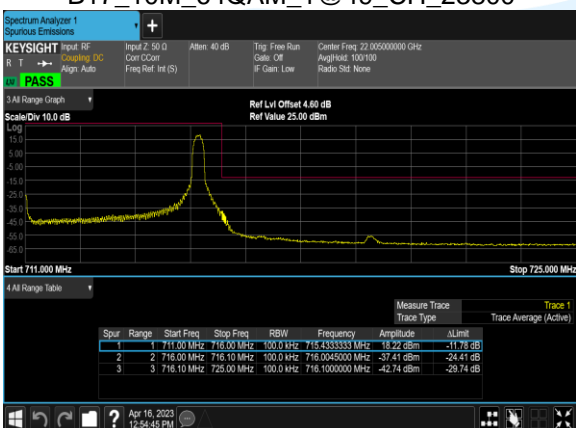 Spectrum Analyzer 1
Spurious Emissions
+
KEYSIGHT Input: RF Input Z: 50 Ω Atten: 40 dB Trig: Free Run Center Freq: 22.005000000 GHz
R T Coupling: DC Corr CCorr Gate: Off Avg|Hold: 100/100
Align: Auto Freq Ref: Int (S) IF Gain: Low Radio Std: None
PASS
3 All Range Graph
Ref Lvl Offset 4.60 dB
Scale/Div 10.0 dB Ref Value 25.00 dBm
Log
15.0
5.00
-5.00
-15.0
-25.0
-35.0
-45.0
-55.0
-65.0
Start 711.000 MHz Stop 725.000 MHz
4 All Range Table
Measure Trace Trace 1
Trace Type Trace Average (Active)
Spur Range Start Freq Stop Freq RBW Frequency Amplitude ΔLimit
1 1 711.00 MHz 716.00 MHz 100.0 kHz 715.4333333 MHz 18.22 dBm -11.78 dB
2 2 716.00 MHz 716.10 MHz 100.0 kHz 716.0045000 MHz -37.41 dBm -24.41 dB
3 3 716.10 MHz 725.00 MHz 100.0 kHz 716.1000000 MHz -42.74 dBm -29.74 dB
?
Apr 16, 2023
12:54:45 PM